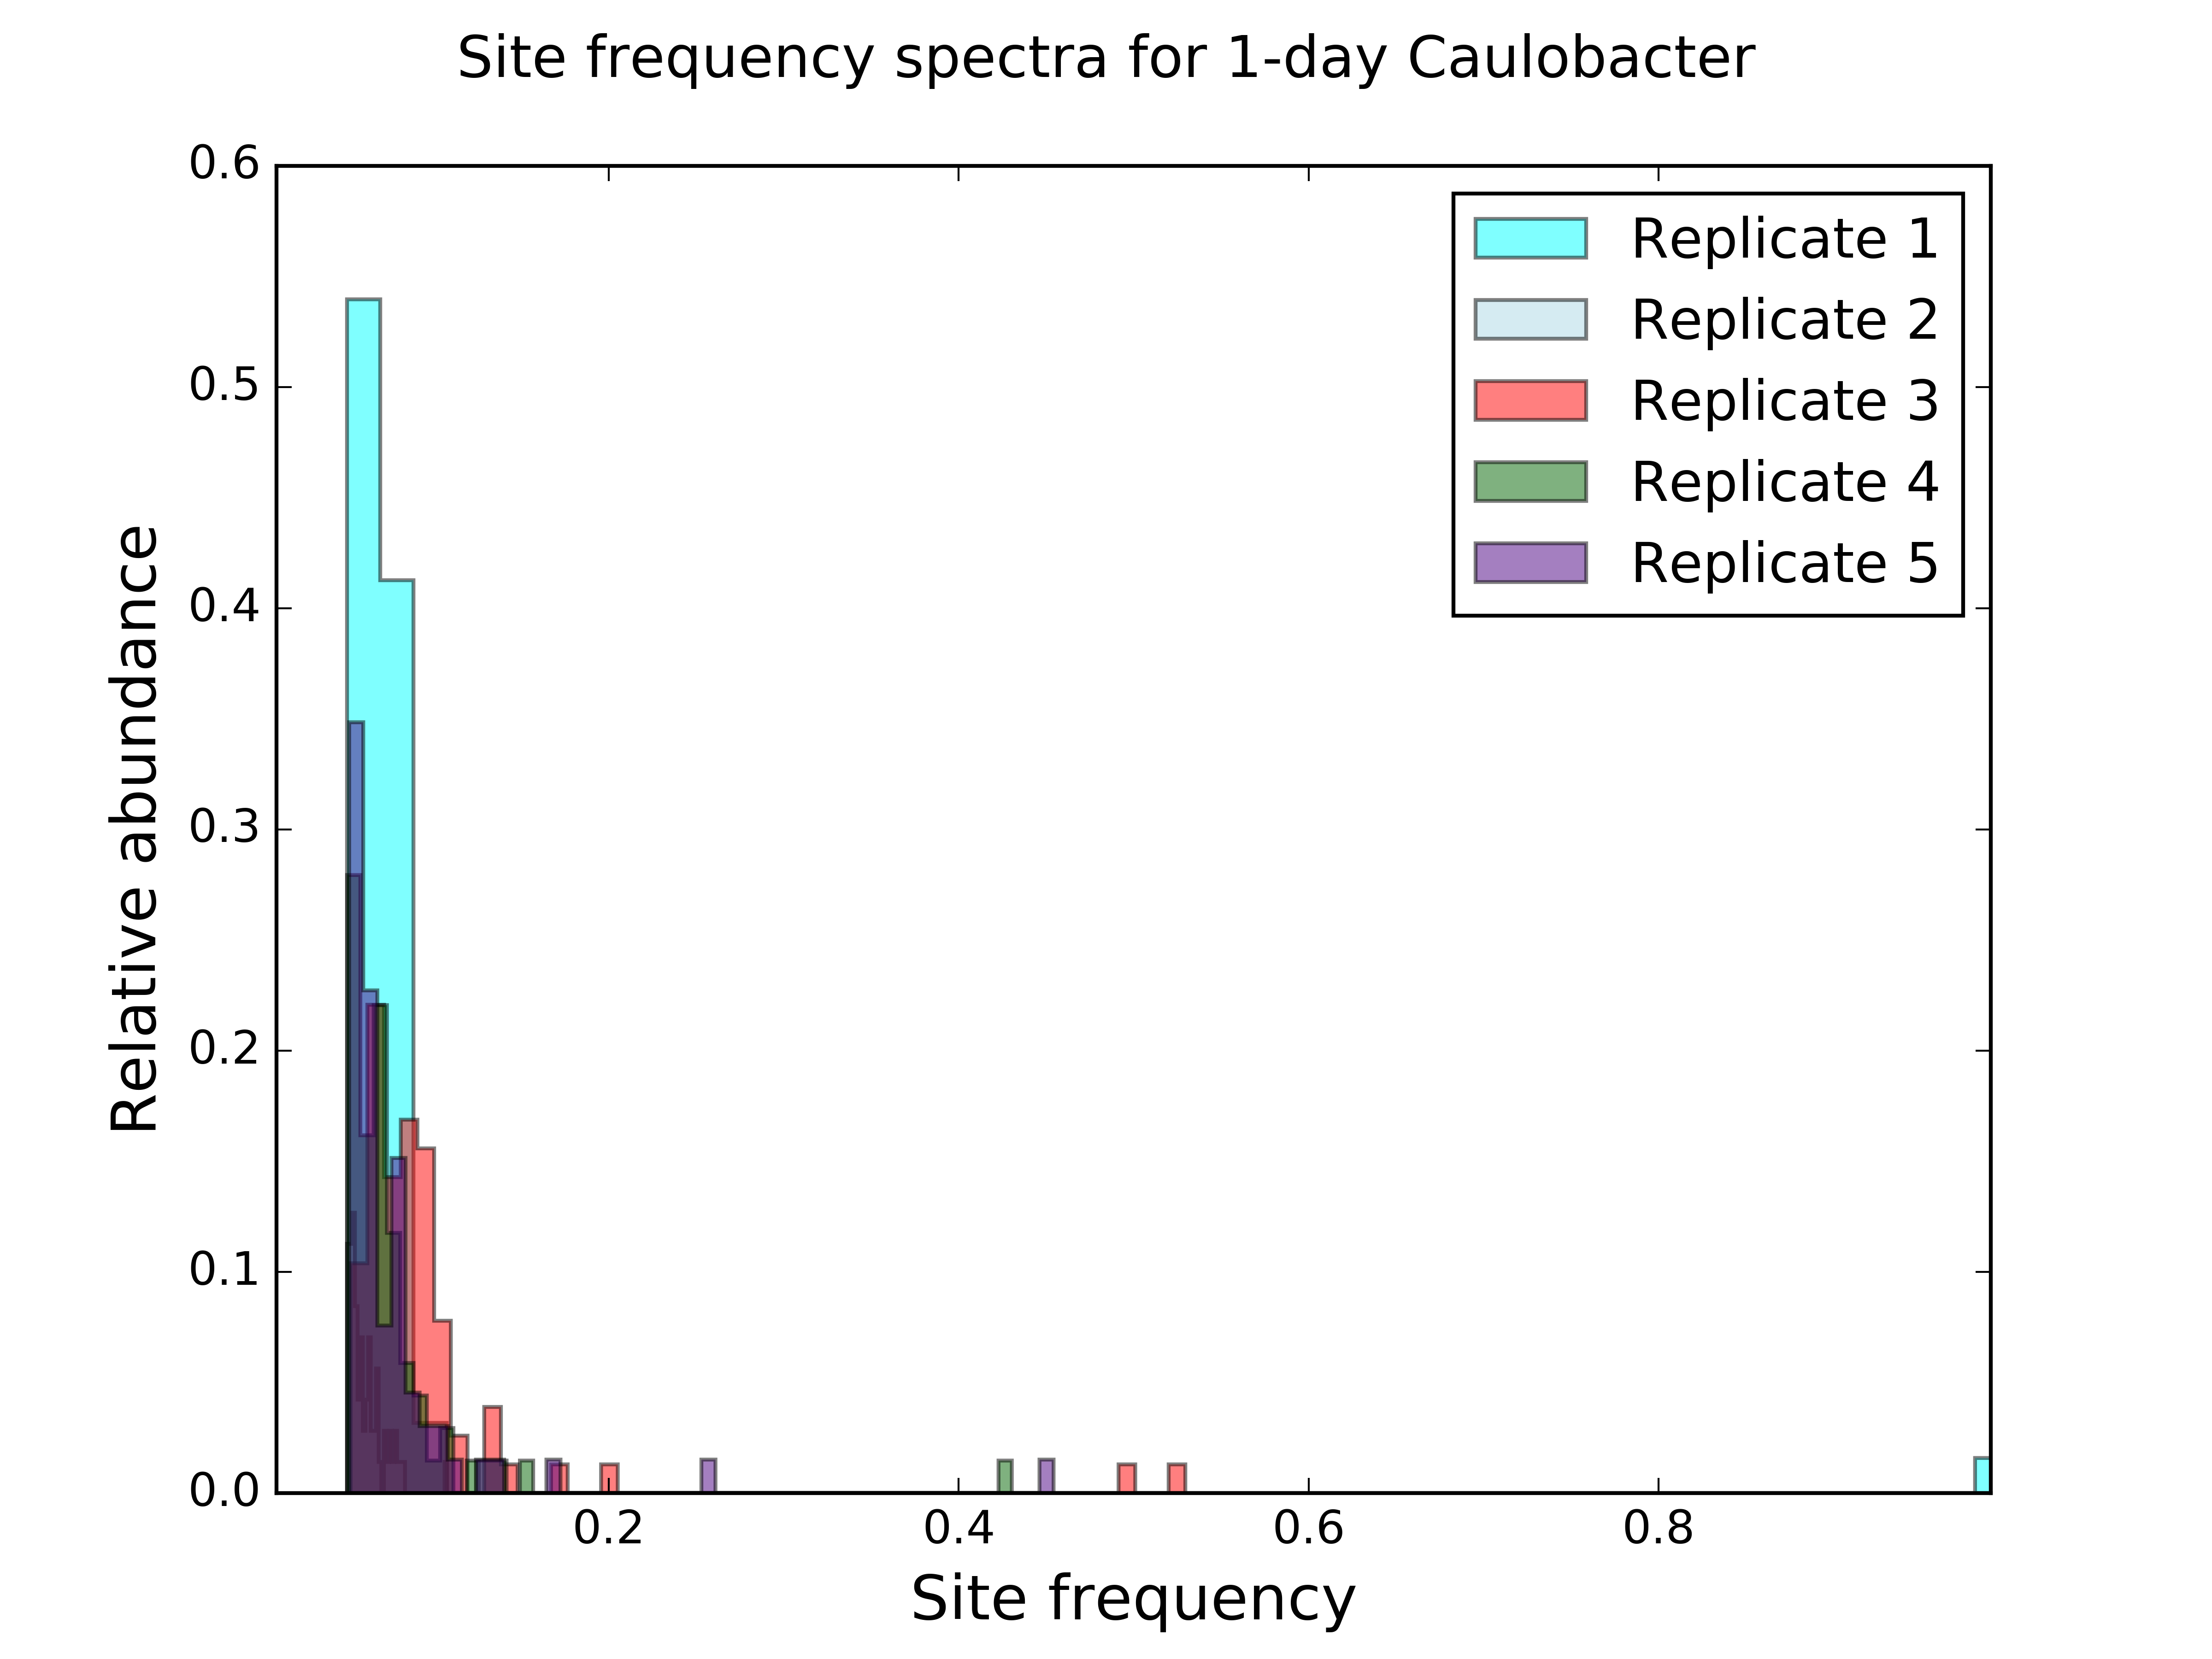 Site frequency spectra for 1-day Caulobacter
Replicate 1
Replicate 2
Replicate 3
Replicate 4
Replicate 5
Relative abundance
0.6
0.5
0.4
0.3
0.2
0.1
0.0
0.2 0.4 0.6 0.8
Site frequency